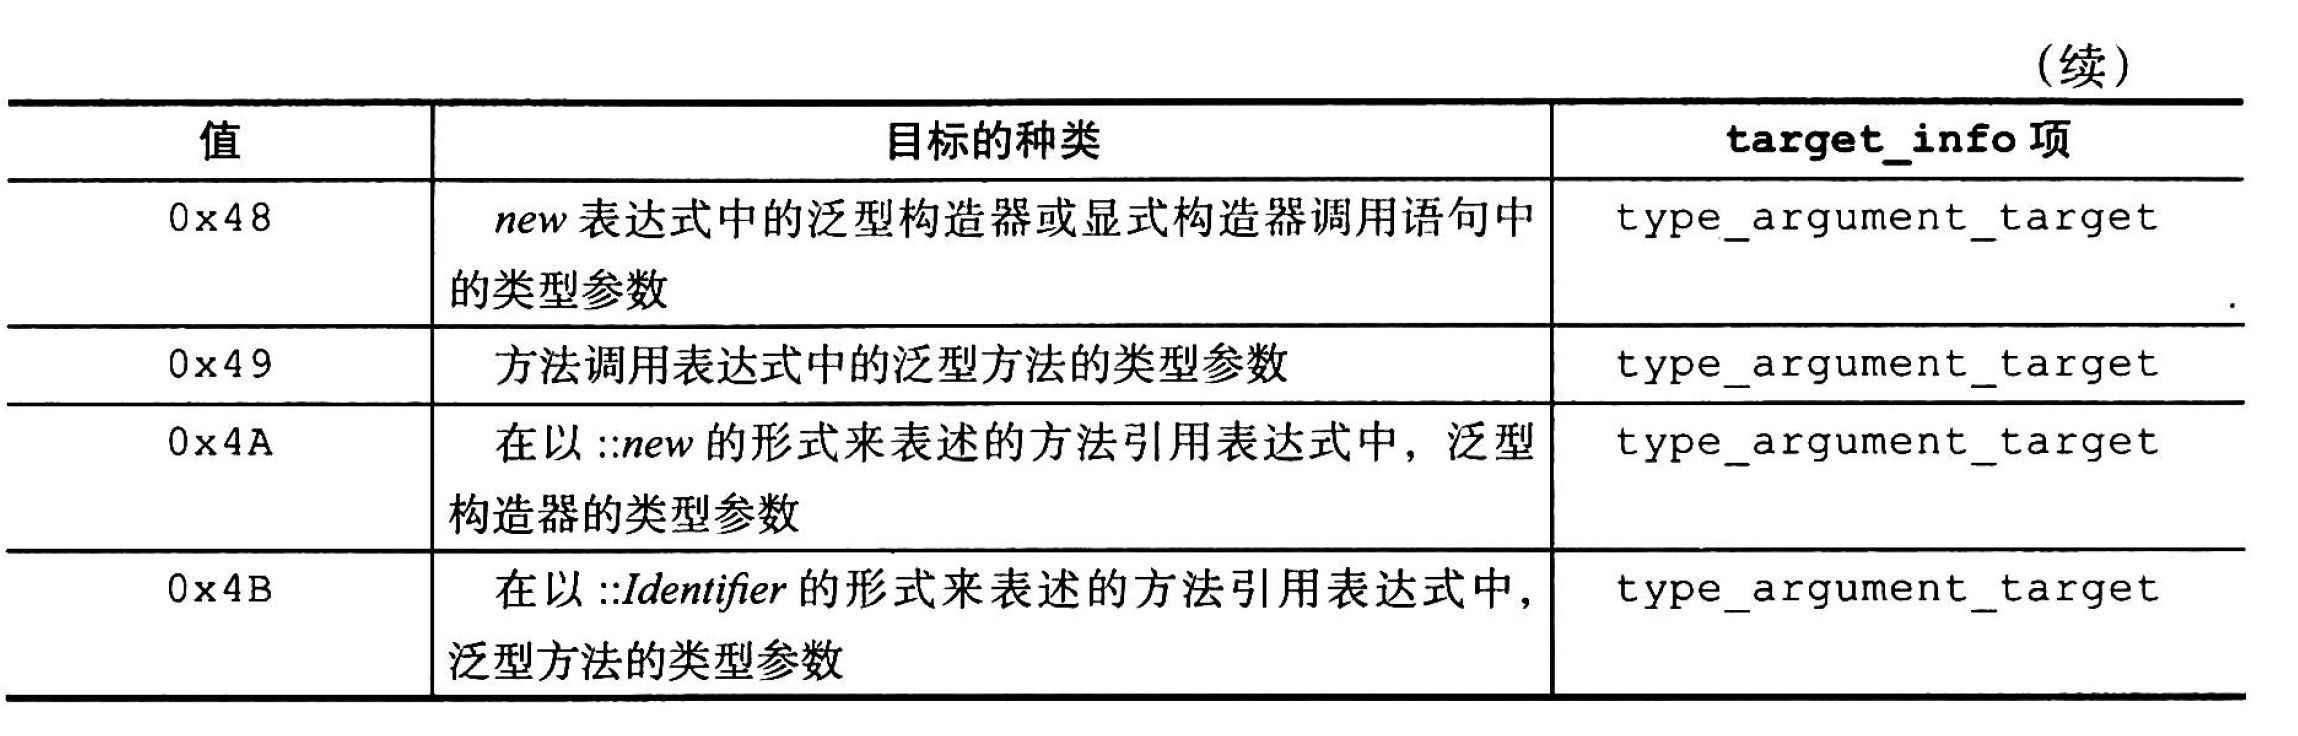 （续）
值 目标的种类 target_info 项
0x48 new 表达式中的泛型构造器或显式构造器调用语句中 type_argument_target
的类型参数
0x49 方法调用表达式中的泛型方法的类型参数 type_argument_target
0x4A 在以 ::new 的形式来表述的方法引用表达式中，泛型 type_argument_target
构造器的类型参数
0x4B 在以 ::Identifier 的形式来表述的方法引用表达式中， type_argument_target
泛型方法的类型参数